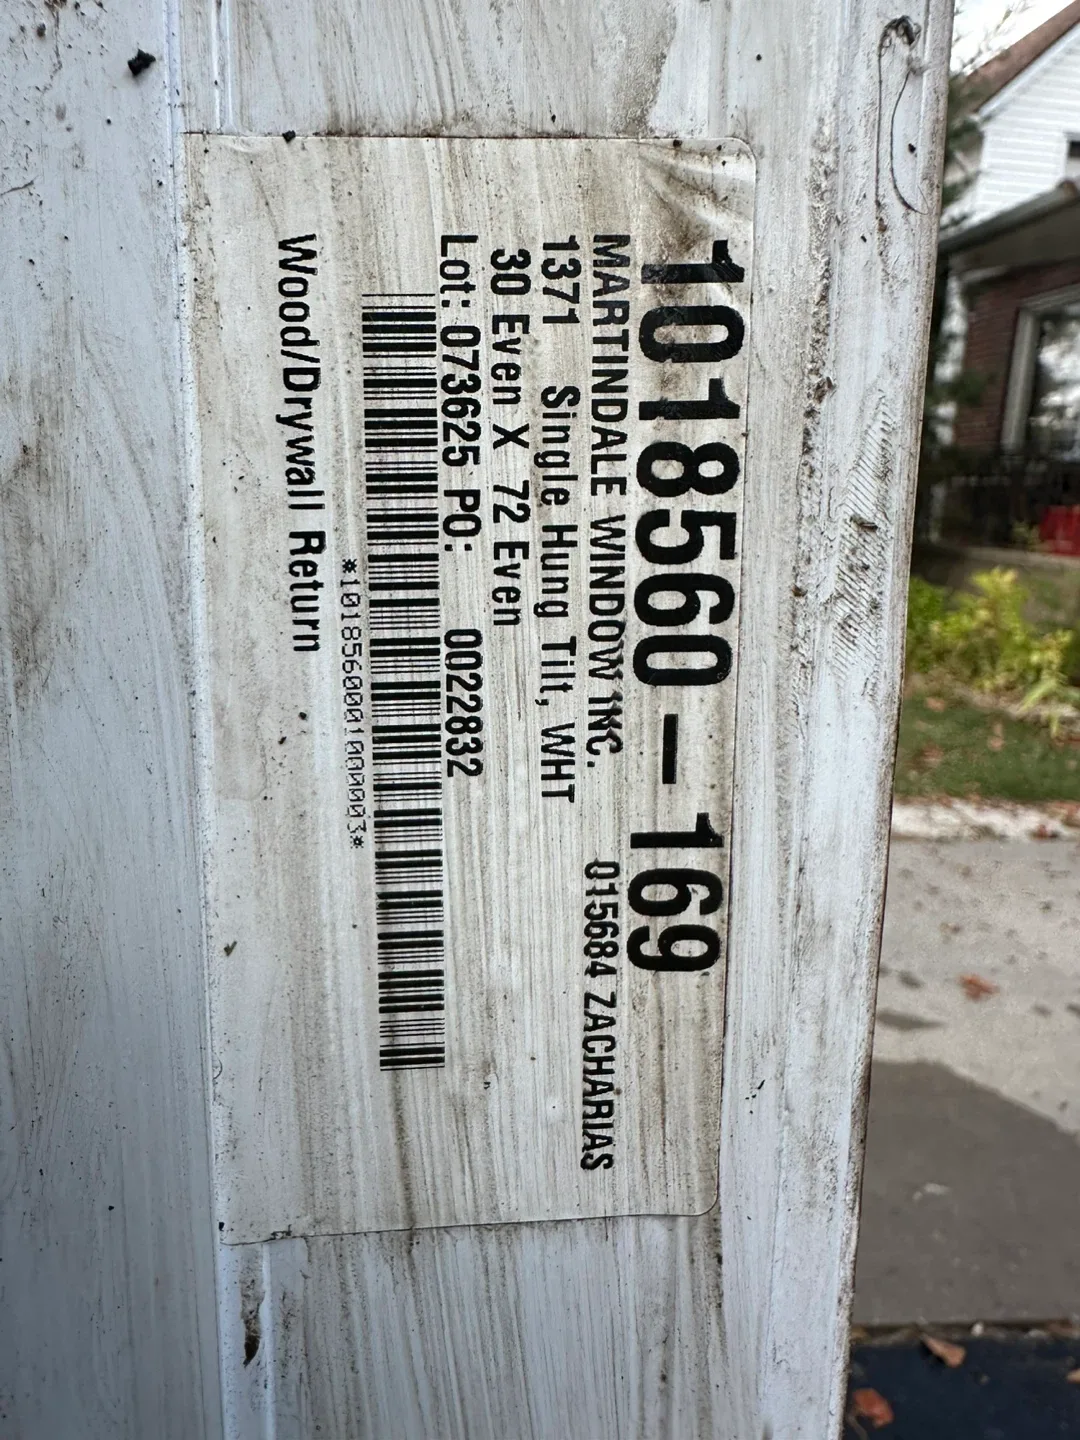 1018560-169
MARTINDALE WINDOW INC. 015684 ZACHARIAS
1371 Single Hung Tilt, WHT
30 Even X 72 Even
Lot: 073625 PO: 0022832
*1018560001000003*
Wood/Drywall Return